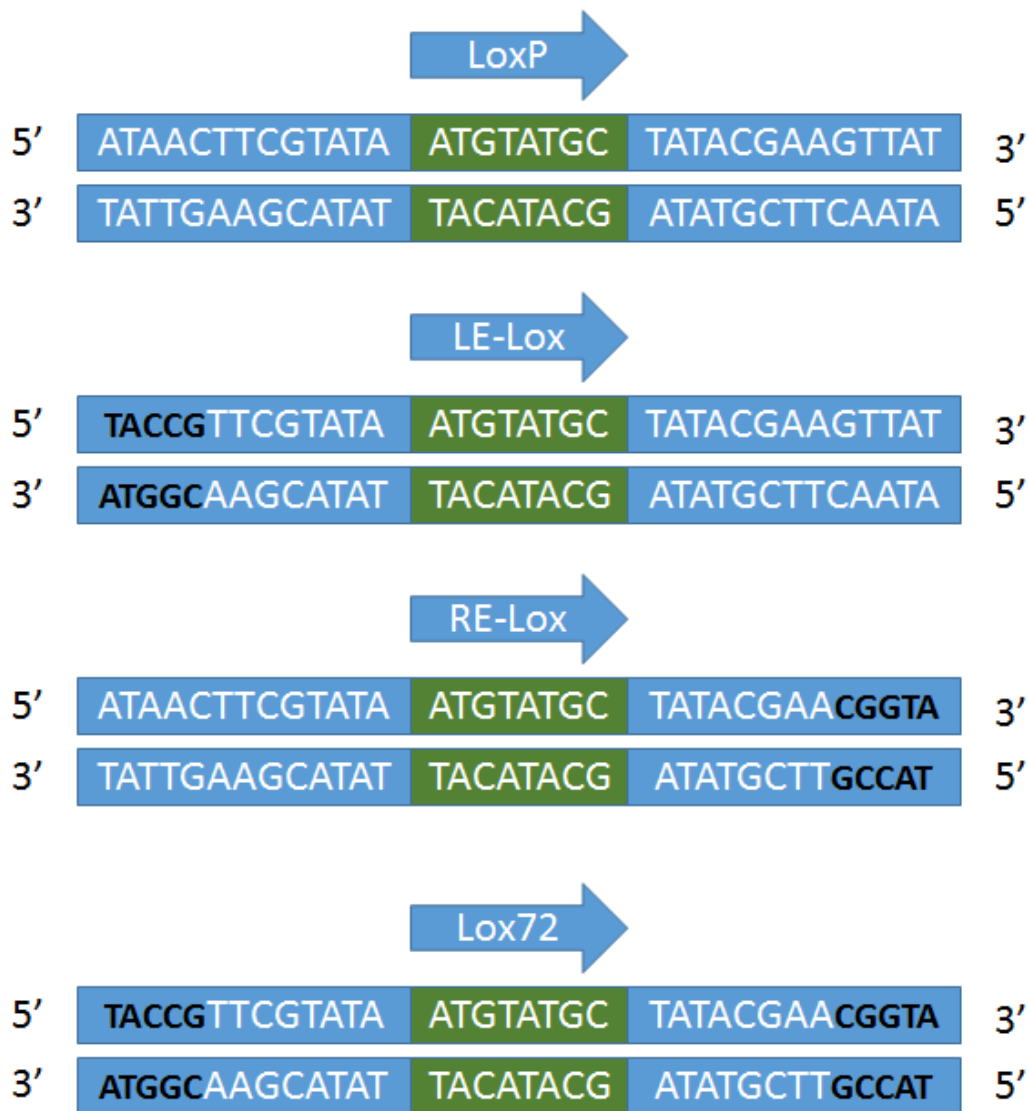 LoxP
5’ ATAACTTCGTATA ATGTATGC TATACGAAGTTAT 3’
3’ TATTGAAGCATAT TACATACG ATATGCTTCAATA 5’
LE-Lox
5’ TACCGTTCGTATA ATGTATGC TATACGAAGTTAT 3’
3’ ATGGCAAGCATAT TACATACG ATATGCTTCAATA 5’
RE-Lox
5’ ATAACTTCGTATA ATGTATGC TATACGAACGGTA 3’
3’ TATTGAAGCATAT TACATACG ATATGCTTGCCAT 5’
Lox72
5’ TACCGTTCGTATA ATGTATGC TATACGAACGGTA 3’
3’ ATGGCAAGCATAT TACATACG ATATGCTTGCCAT 5’